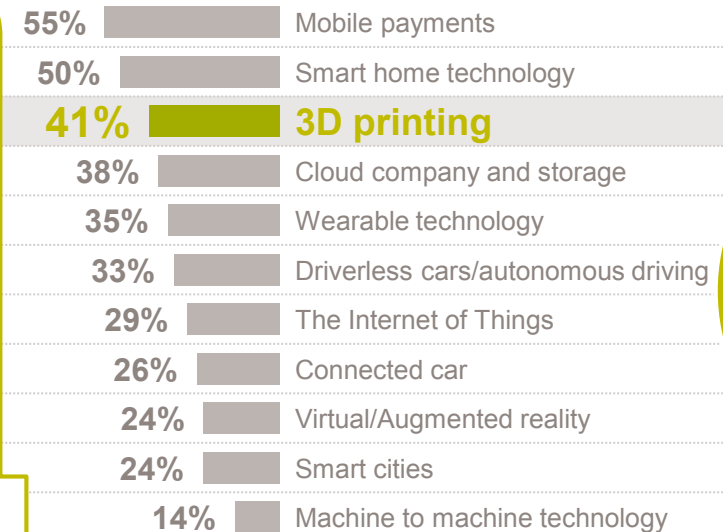 55% Mobile payments
50% Smart home technology
41% 3D printing
38% Cloud company and storage
35% Wearable technology
33% Driverless cars/autonomous driving
29% The Internet of Things
26% Connected car
24% Virtual/Augmented reality
24% Smart cities
14% Machine to machine technology